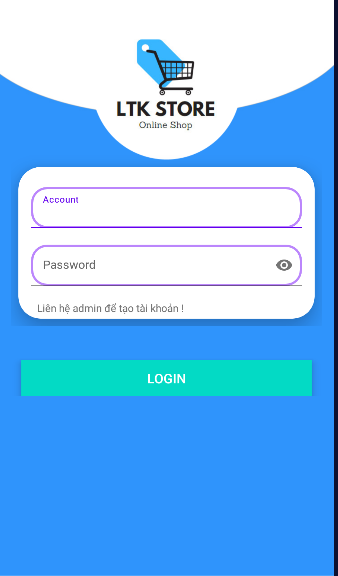 LTK STORE
Online Shop
Account
Password
Liên hệ admin để tạo tài khoản !
LOGIN